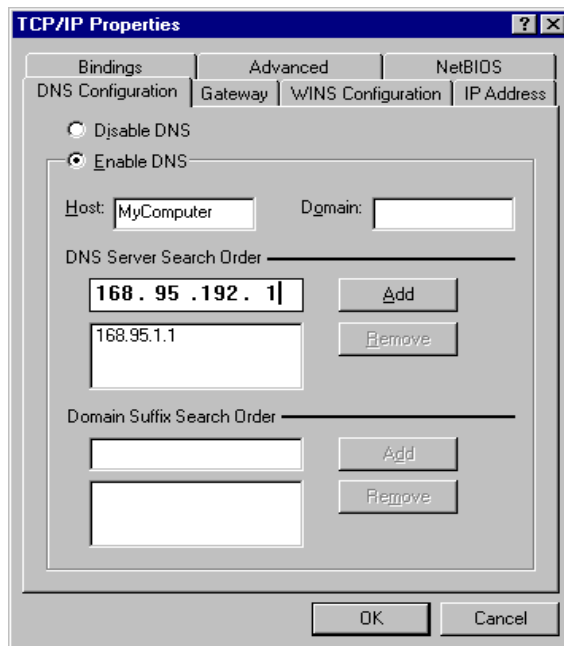 TCP/IP Properties
Bindings Advanced NetBIOS
DNS Configuration Gateway WINS Configuration IP Address
Disable DNS
Enable DNS
Host: MyComputer Domain:
DNS Server Search Order
168. 95 .192. 1 Add
168.95.1.1 Remove
Domain Suffix Search Order
Add
Remove
OK Cancel